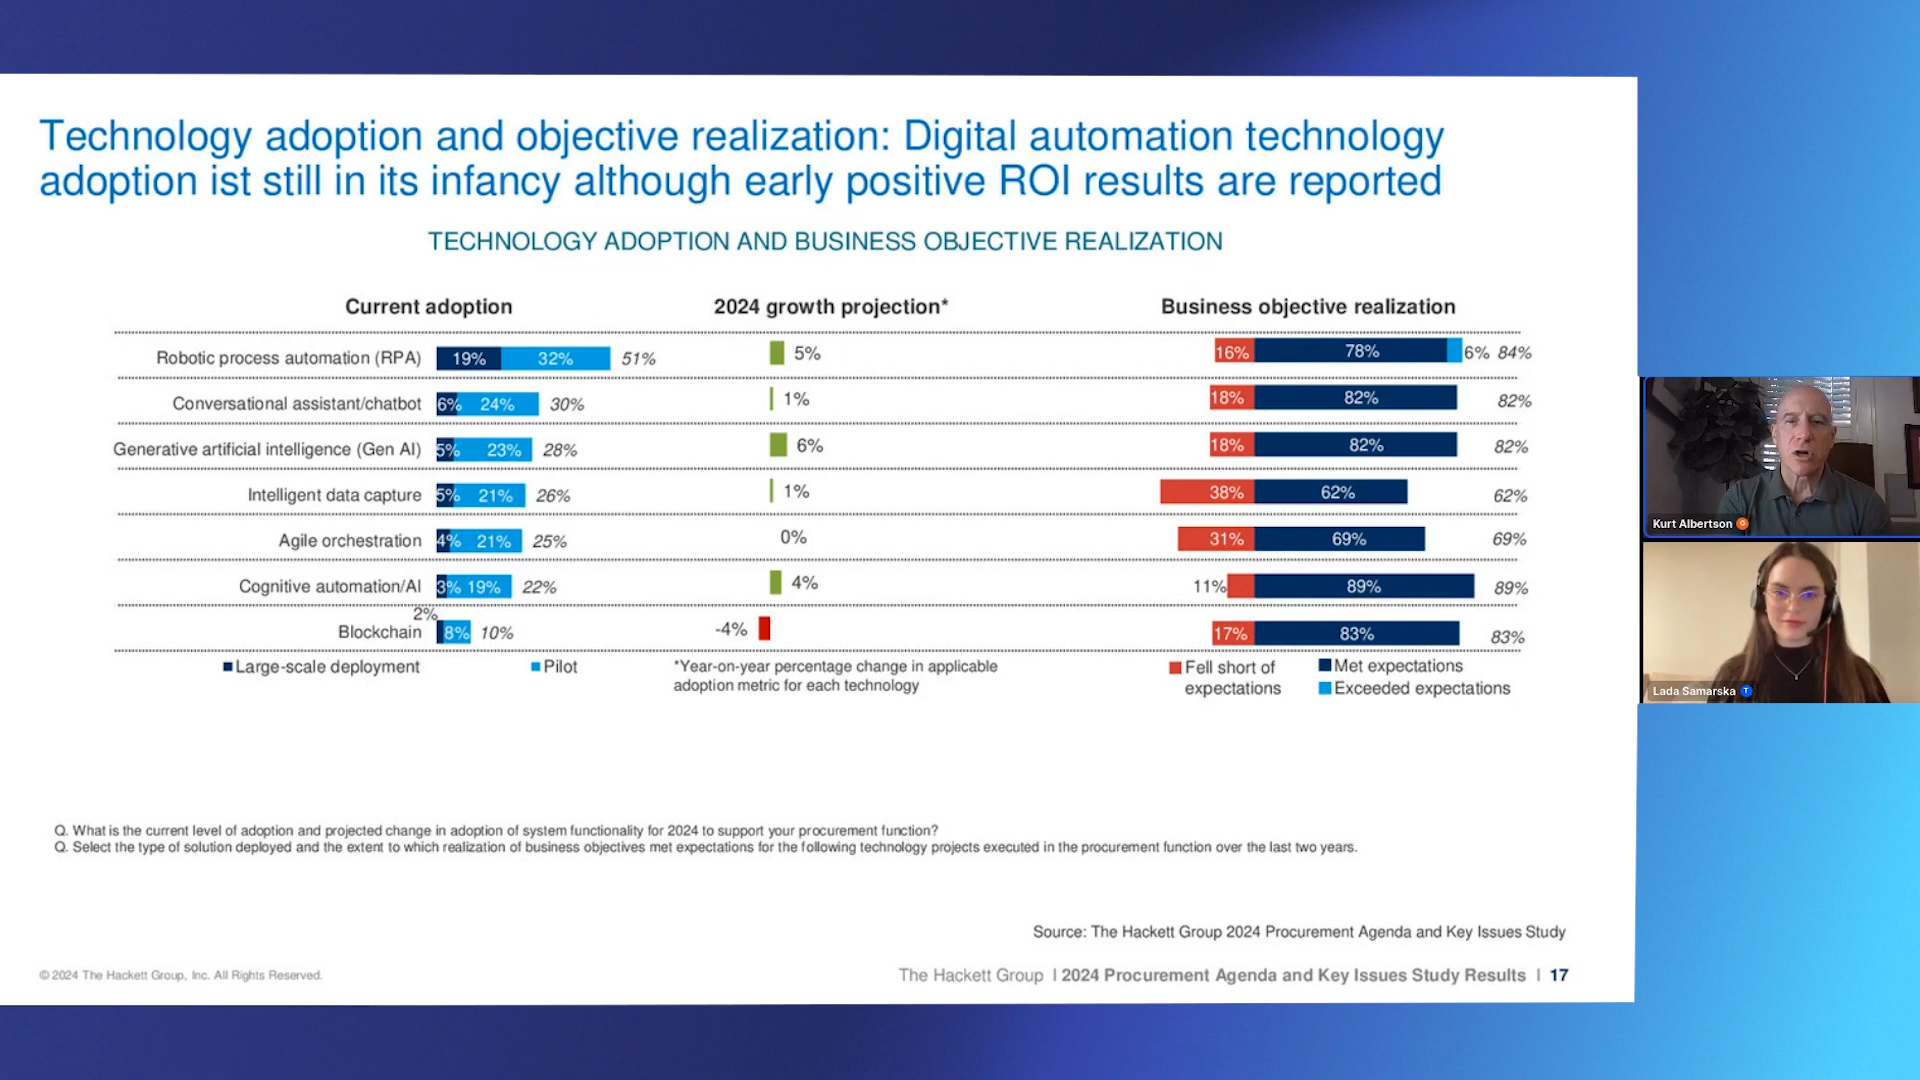 Technology adoption and objective realization: Digital automation technology
adoption ist still in its infancy although early positive ROI results are reported
TECHNOLOGY ADOPTION AND BUSINESS OBJECTIVE REALIZATION
Current adoption 2024 growth projection* Business objective realization
Robotic process automation (RPA) 19% 32% 51% 5% 16% 78% 6% 84%
Conversational assistant/chatbot 6% 24% 30% 1% 18% 82% 82%
Generative artificial intelligence (Gen AI) 5% 23% 28% 6% 18% 82% 82%
Intelligent data capture 5% 21% 26% 1% 38% 62% 62%
Agile orchestration 4% 21% 25% 0% 31% 69% 69%
Cognitive automation/AI 3% 19% 22% 4% 11% 89% 89%
2%
Blockchain 8% 10% -4% 17% 83% 83%
Large-scale deployment Pilot
*Year-on-year percentage change in applicable
adoption metric for each technology
Fell short of
expectations
Met expectations
Exceeded expectations
Kurt Albertson
Lada Samarska T
Q. What is the current level of adoption and projected change in adoption of system functionality for 2024 to support your procurement function?
Q. Select the type of solution deployed and the extent to which realization of business objectives met expectations for the following technology projects executed in the procurement function over the last two years.
Source: The Hackett Group 2024 Procurement Agenda and Key Issues Study
© 2024 The Hackett Group, Inc. All Rights Reserved.
The Hackett Group | 2024 Procurement Agenda and Key Issues Study Results | 17